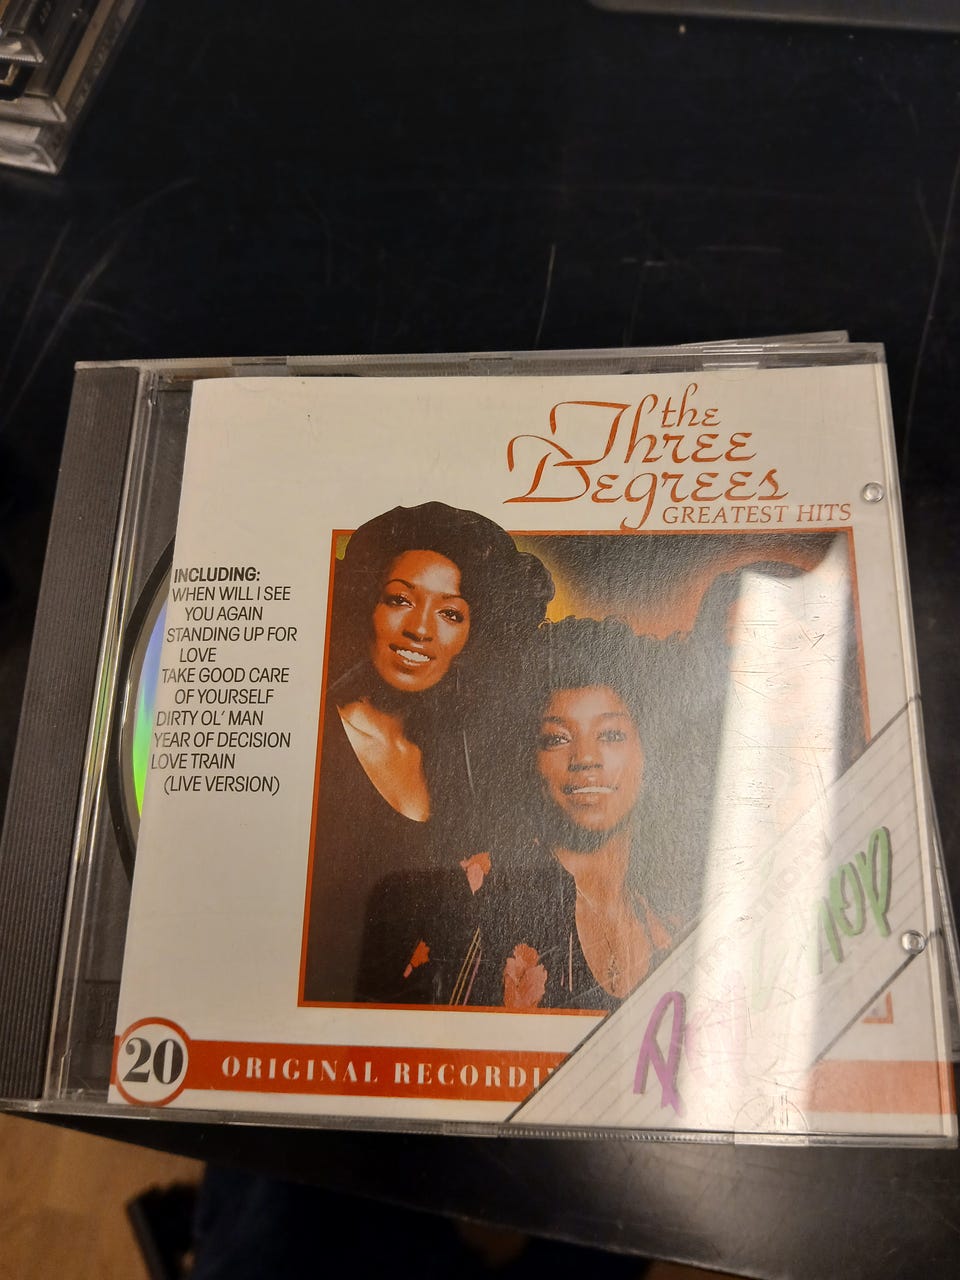 the
Three
Degrees
GREATEST HITS
INCLUDING:
WHEN WILL I SEE
YOU AGAIN
STANDING UP FOR
LOVE
TAKE GOOD CARE
OF YOURSELF
DIRTY OL' MAN
YEAR OF DECISION
LOVE TRAIN
(LIVE VERSION)
20 ORIGINAL